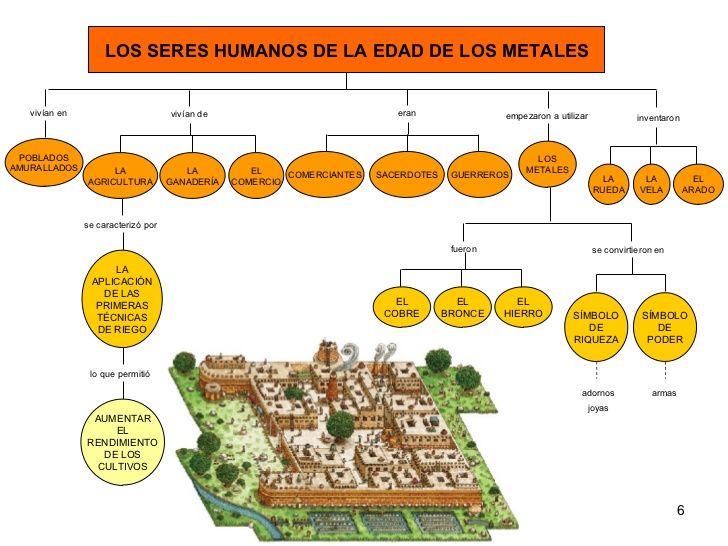 LOS SERES HUMANOS DE LA EDAD DE LOS METALES
vivían en
vivían de
eran
empezaron a utilizar
inventaron
POBLADOS
AMURALLADOS
LA
AGRICULTURA
LA
GANADERÍA
EL
COMERCIO
COMERCIANTES
SACERDOTES
GUERREROS
LOS
METALES
LA
RUEDA
LA
VELA
EL
ARADO
se caracterizó por
fueron
se convirtieron en
LA
APLICACIÓN
DE LAS
PRIMERAS
TÉCNICAS
DE RIEGO
EL
COBRE
EL
BRONCE
EL
HIERRO
SÍMBOLO
DE
RIQUEZA
SÍMBOLO
DE
PODER
lo que permitió
adornos
joyas
armas
AUMENTAR
EL
RENDIMIENTO
DE LOS
CULTIVOS
6